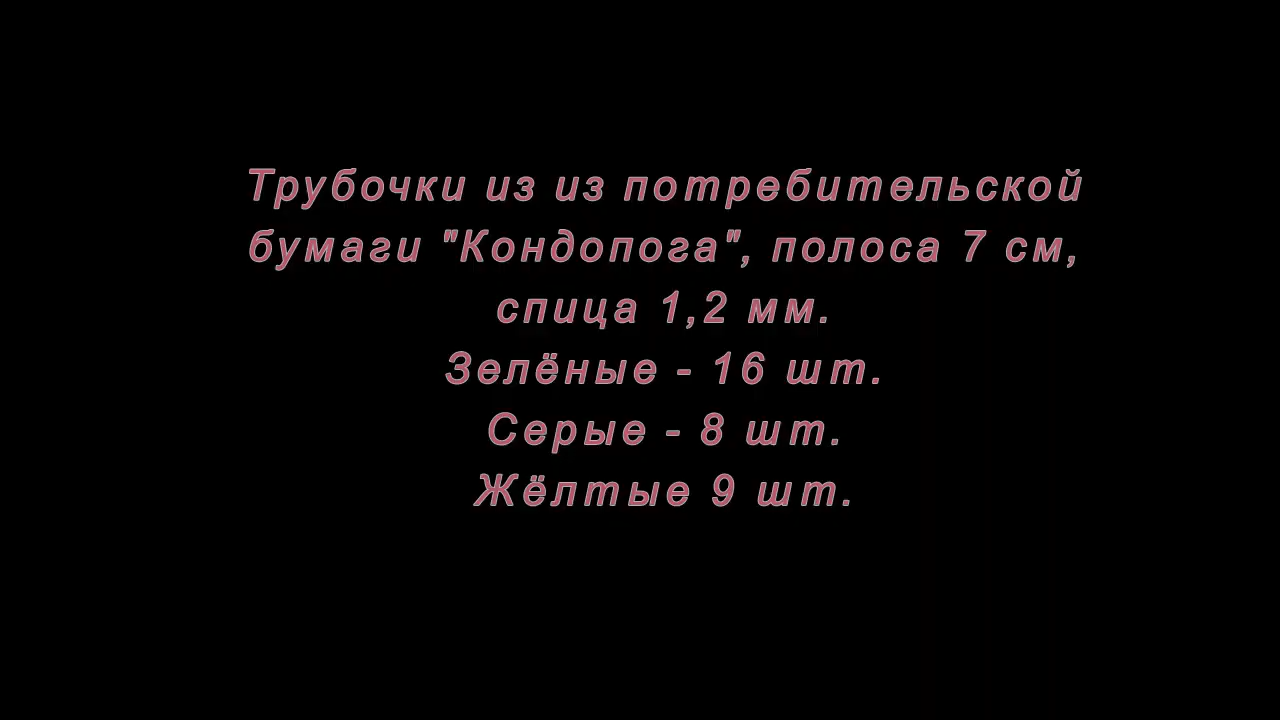 Трубочки из из потребительской
бумаги "Кондопога", полоса 7 см,
спица 1,2 мм.
Зелёные - 16 шт.
Серые - 8 шт.
Жёлтые 9 шт.